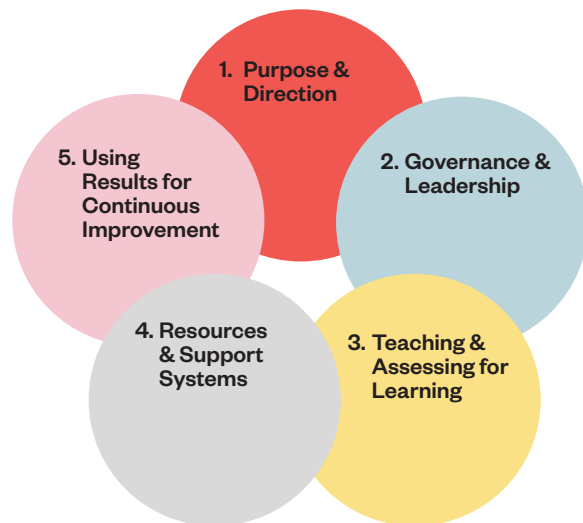 1. Purpose &
Direction
2. Governance &
Leadership
3. Teaching &
Assessing for
Learning
4. Resources
& Support
Systems
5. Using
Results for
Continuous
Improvement